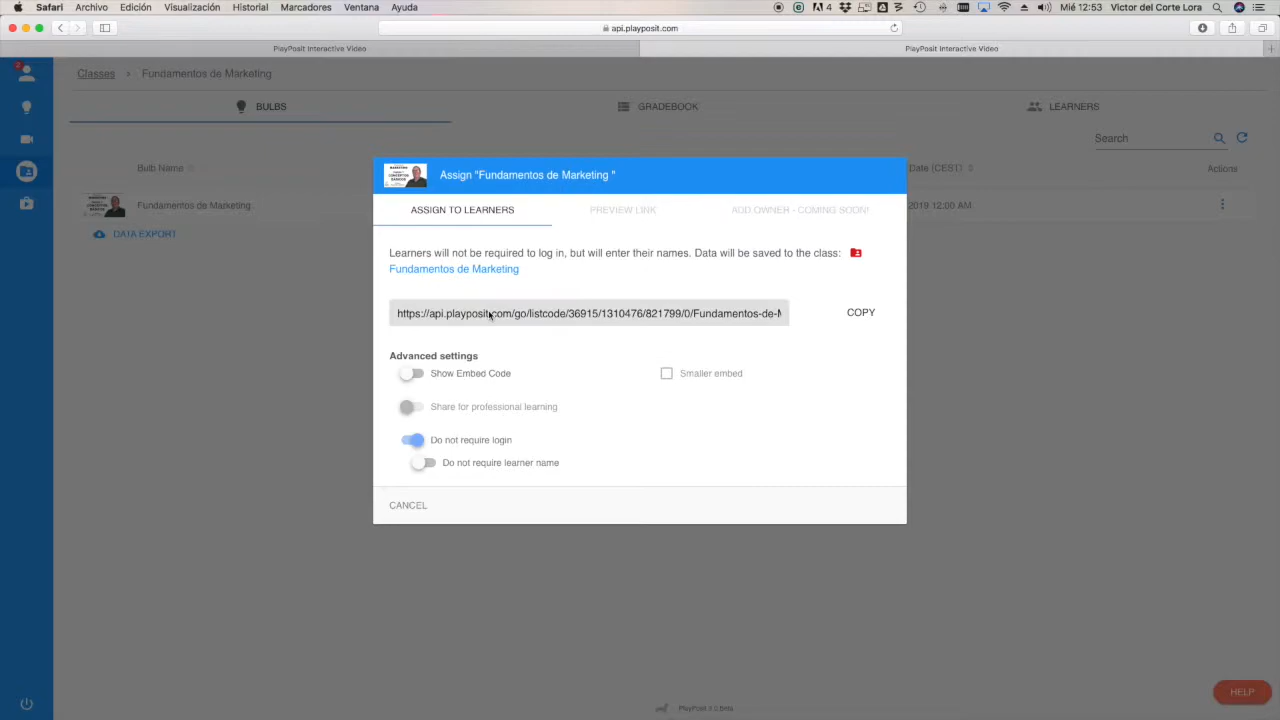 Safari Archivo Edición Visualización Historial Marcadores Ventana Ayuda
4 Mié 12:53 Victor del Corte Lora
api.playposit.com
PlayPosit Interactive Video
PlayPosit Interactive Video
2
Classes > Fundamentos de Marketing
BULBS
GRADEBOOK
LEARNERS
Search
Bulb Name
Date (CEST)
Actions
Fundamentos de Marketing
2019 12:00 AM
DATA EXPORT
Assign "Fundamentos de Marketing "
ASSIGN TO LEARNERS
PREVIEW LINK
ADD OWNER - COMING SOON!
Learners will not be required to log in, but will enter their names. Data will be saved to the class:
Fundamentos de Marketing
https://api.playposit.com/go/listcode/36915/1310476/821799/0/Fundamentos-de-M
COPY
Advanced settings
Show Embed Code
Smaller embed
Share for professional learning
Do not require login
Do not require learner name
CANCEL
HELP
PlayPosit 3.0 Beta